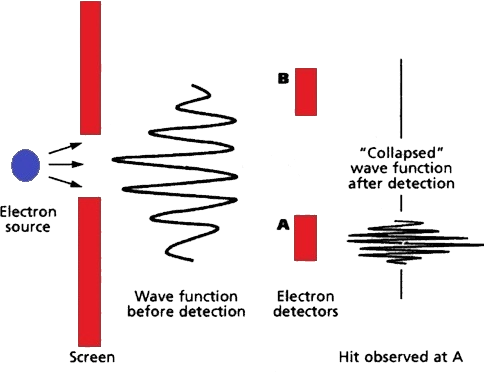 B
"Collapsed"
wave function
after detection
Electron
source
A
Wave function
before detection
Electron
detectors
Screen
Hit observed at A